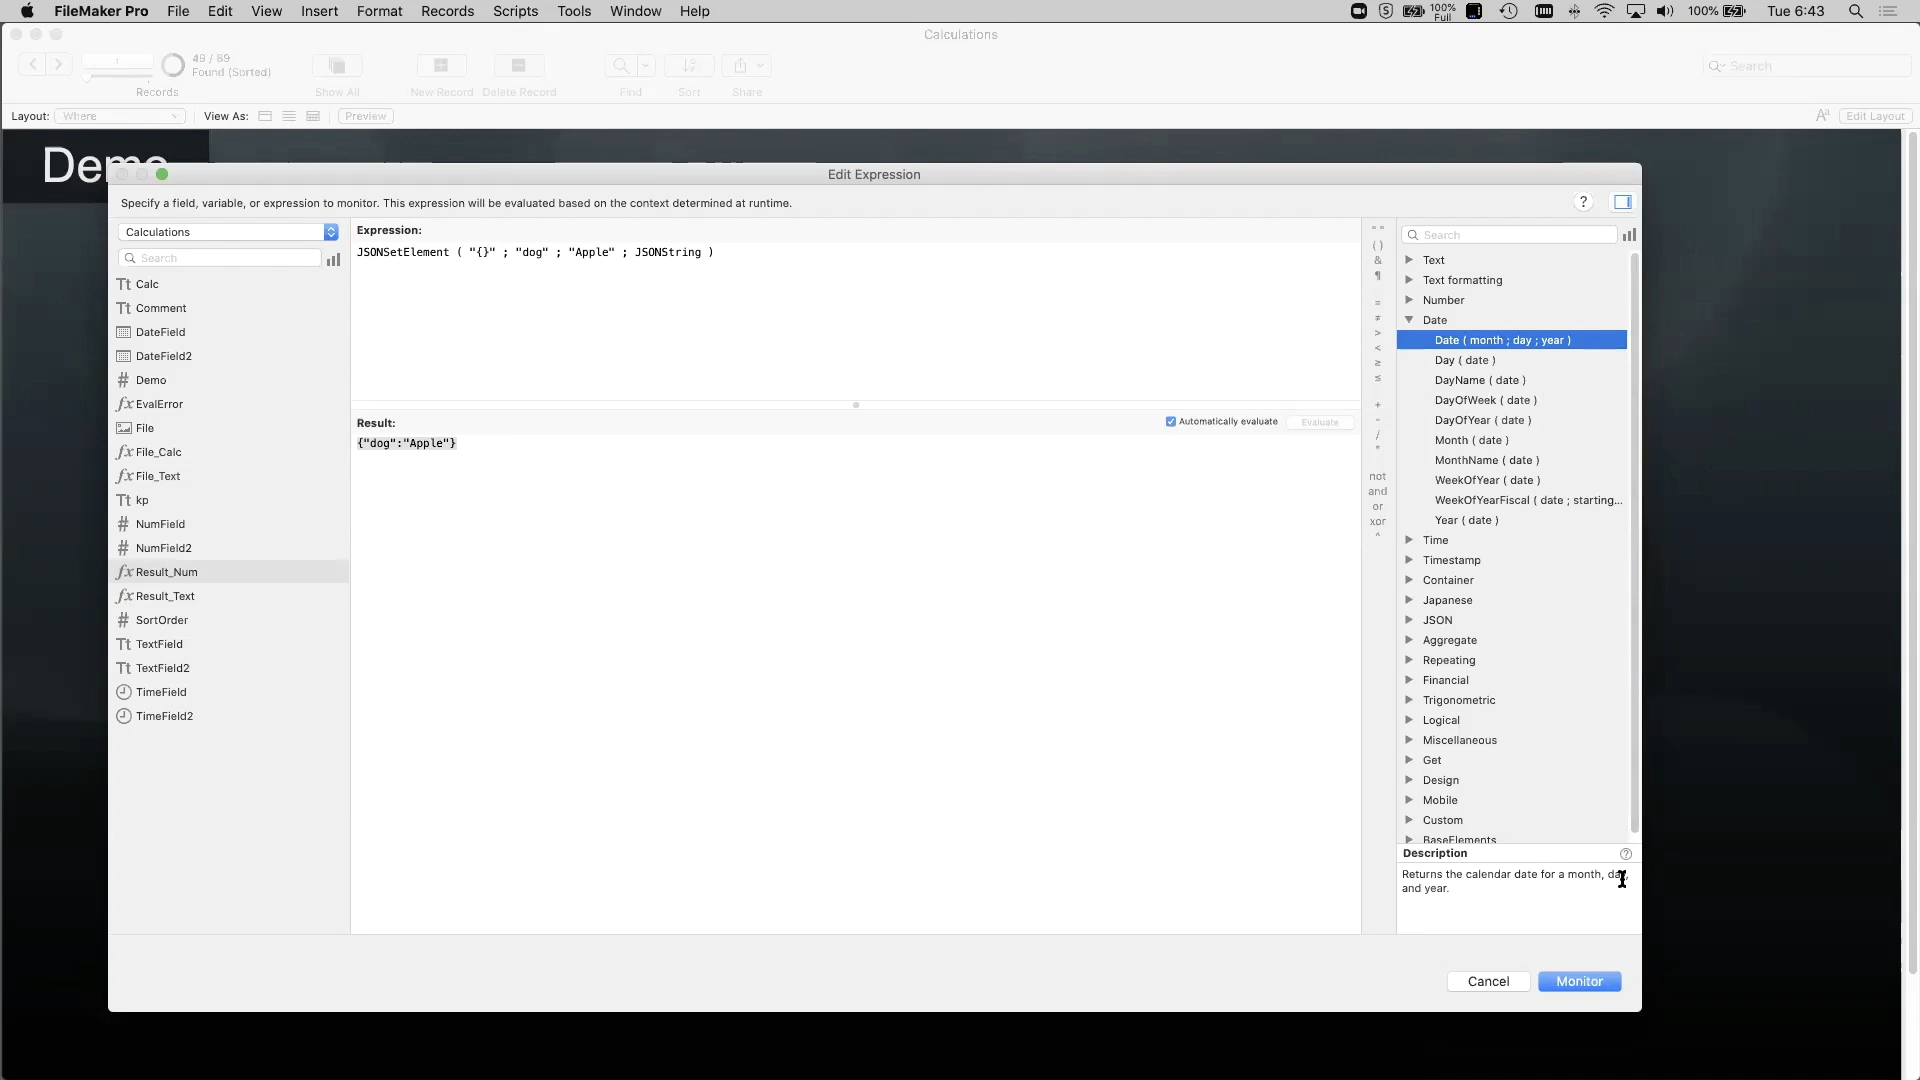 FileMaker Pro File Edit View Insert Format Records Scripts Tools Window Help 100% Full 100% Tue 6:43
Calculations
1 49 / 89 Found (Sorted) Search
Records Show All New Record Delete Record Find Sort Share
Layout: Where View As: Preview Aa Edit Layout
Demo
Edit Expression
Specify a field, variable, or expression to monitor. This expression will be evaluated based on the context determined at runtime. ?
Calculations
Search
Calc
Comment
DateField
DateField2
Demo
EvalError
File
File_Calc
File_Text
kp
NumField
NumField2
Result_Num
Result_Text
SortOrder
TextField
TextField2
TimeField
TimeField2
Expression:
JSONSetElement ( "{}" ; "dog" ; "Apple" ; JSONString )
Result: Automatically evaluate Evaluate
{"dog":"Apple"}
" "
( )
&
¶
=
≠
>
<
≥
≤
+
-
/
*
not
and
or
xor
^
Search
Text
Text formatting
Number
Date
Date ( month ; day ; year )
Day ( date )
DayName ( date )
DayOfWeek ( date )
DayOfYear ( date )
Month ( date )
MonthName ( date )
WeekOfYear ( date )
WeekOfYearFiscal ( date ; starting...
Year ( date )
Time
Timestamp
Container
Japanese
JSON
Aggregate
Repeating
Financial
Trigonometric
Logical
Miscellaneous
Get
Design
Mobile
Custom
BaseElements
Description ?
Returns the calendar date for a month, day,
and year.
Cancel Monitor